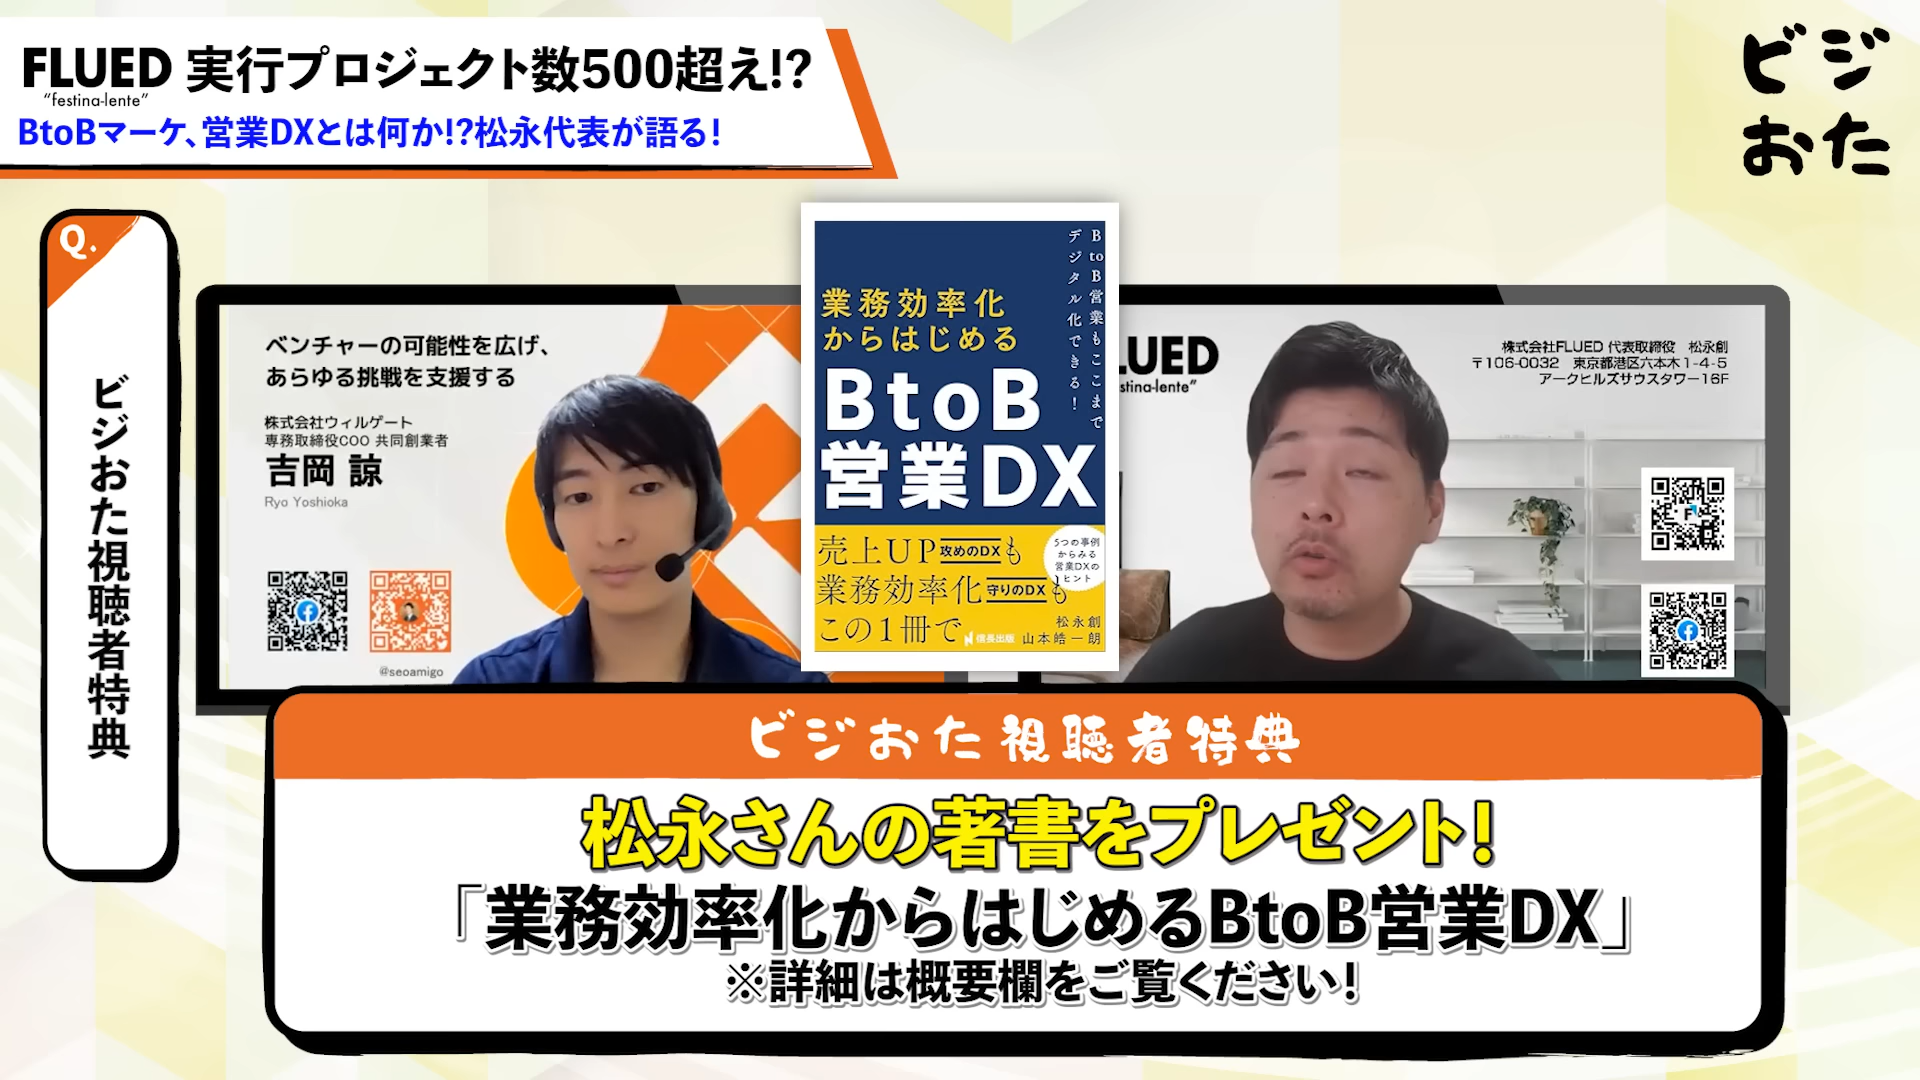 FLUED 実行プロジェクト数500超え!?
"festina-lente"
BtoBマーケ、営業DXとは何か!?松永代表が語る!
ビジ
おた
Q.
ビジおた視聴者特典
ベンチャーの可能性を広げ、
あらゆる挑戦を支援する
株式会社ウィルゲート
専務取締役COO 共同創業者
吉岡 諒
Ryo Yoshioka
@seoamigo
BtoB営業もここまで
デジタル化できる!
業務効率化
からはじめる
BtoB
営業DX
売上UP攻めのDXも
業務効率化守りのDXも
この1冊で
5つの事例
からみる
営業DXの
ヒント
信長出版
松永創
山本皓一朗
LUED
stina-lente"
株式会社FLUED 代表取締役 松永創
〒106-0032 東京都港区六本木1-4-5
アークヒルズサウスタワー16F
ビジおた視聴者特典
松永さんの著書をプレゼント!
「業務効率化からはじめるBtoB営業DX」
※詳細は概要欄をご覧ください!